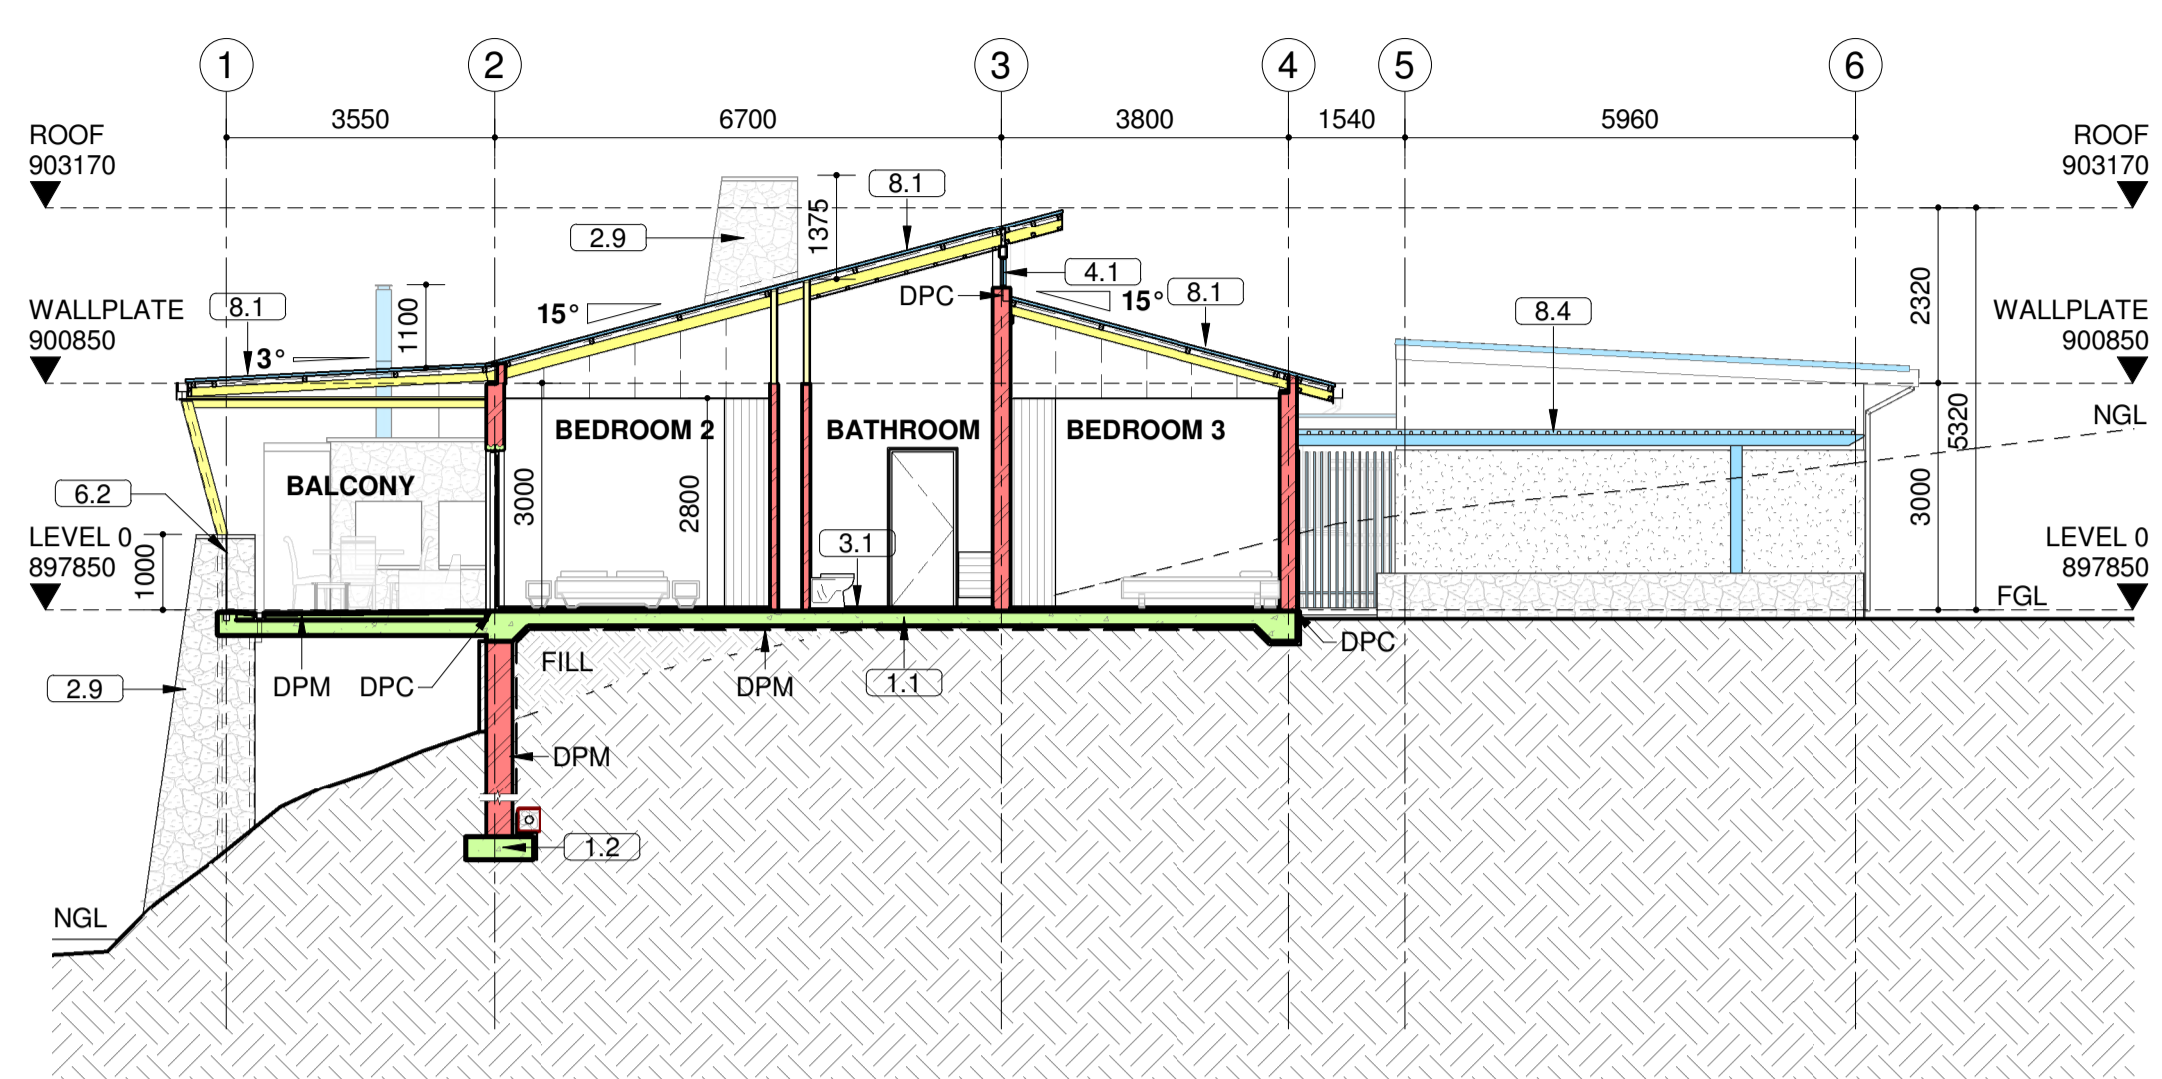 1
2
3
4
5
6
3550
6700
3800
1540
5960
ROOF
903170
ROOF
903170
8.1
2.9
1375
4.1
DPC
15°
15°
8.1
8.1
3°
1100
8.4
WALLPLATE
900850
WALLPLATE
900850
2320
5320
NGL
BEDROOM 2
BATHROOM
BEDROOM 3
BALCONY
6.2
3000
2800
3000
3.1
LEVEL 0
897850
1000
LEVEL 0
897850
FGL
DPC
FILL
2.9
DPM
DPC
DPM
1.1
DPM
1.2
NGL